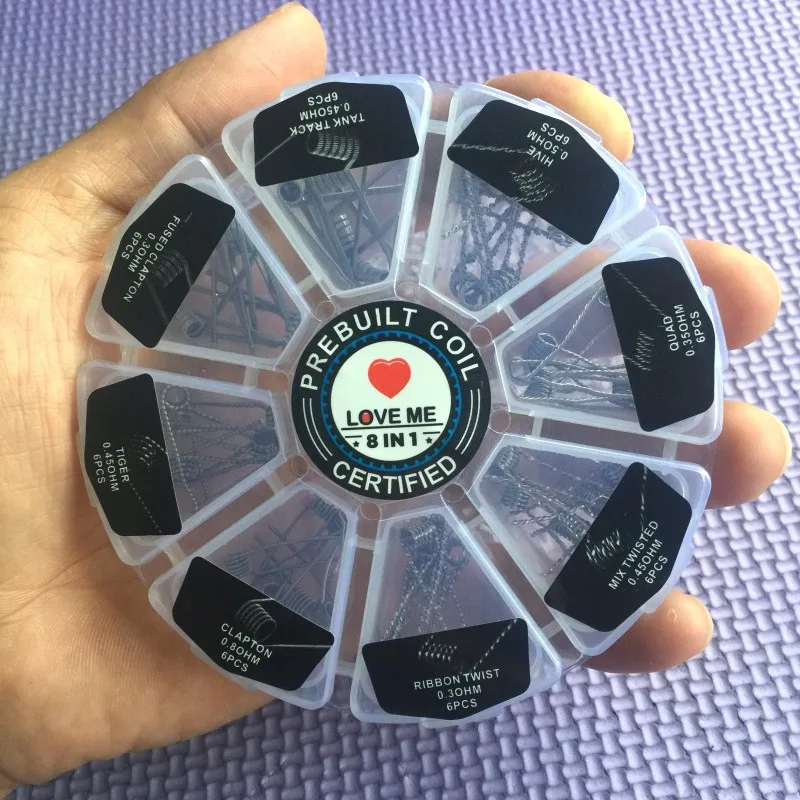 PREBUILT COIL
LOVE ME
★ 8 IN 1 ★
CERTIFIED
TANK TRACK
0.45OHM
6PCS
HIVE
0.5OHM
6PCS
QUAD
0.35OHM
6PCS
MIX TWISTED
0.45OHM
6PCS
RIBBON TWIST
0.3OHM
6PCS
CLAPTON
0.8OHM
6PCS
TIGER
0.45OHM
6PCS
FUSED CLAPTON
0.3OHM
6PCS